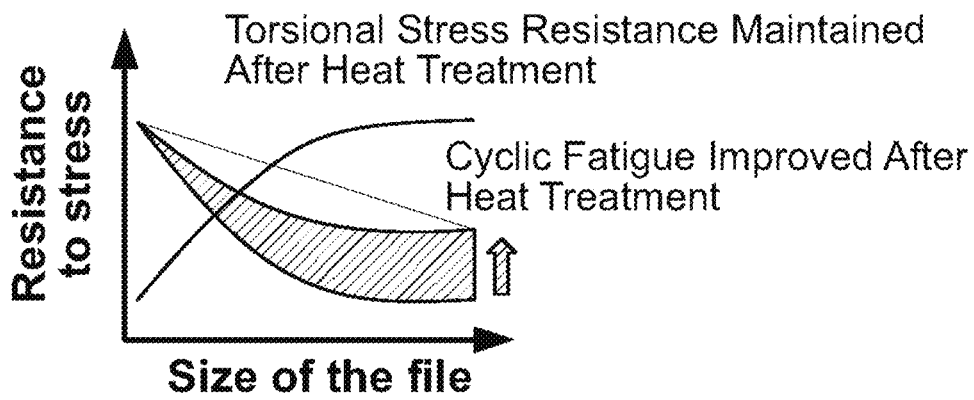 Torsional Stress Resistance Maintained
After Heat Treatment
Resistance
to stress
Cyclic Fatigue Improved After
Heat Treatment
Size of the file